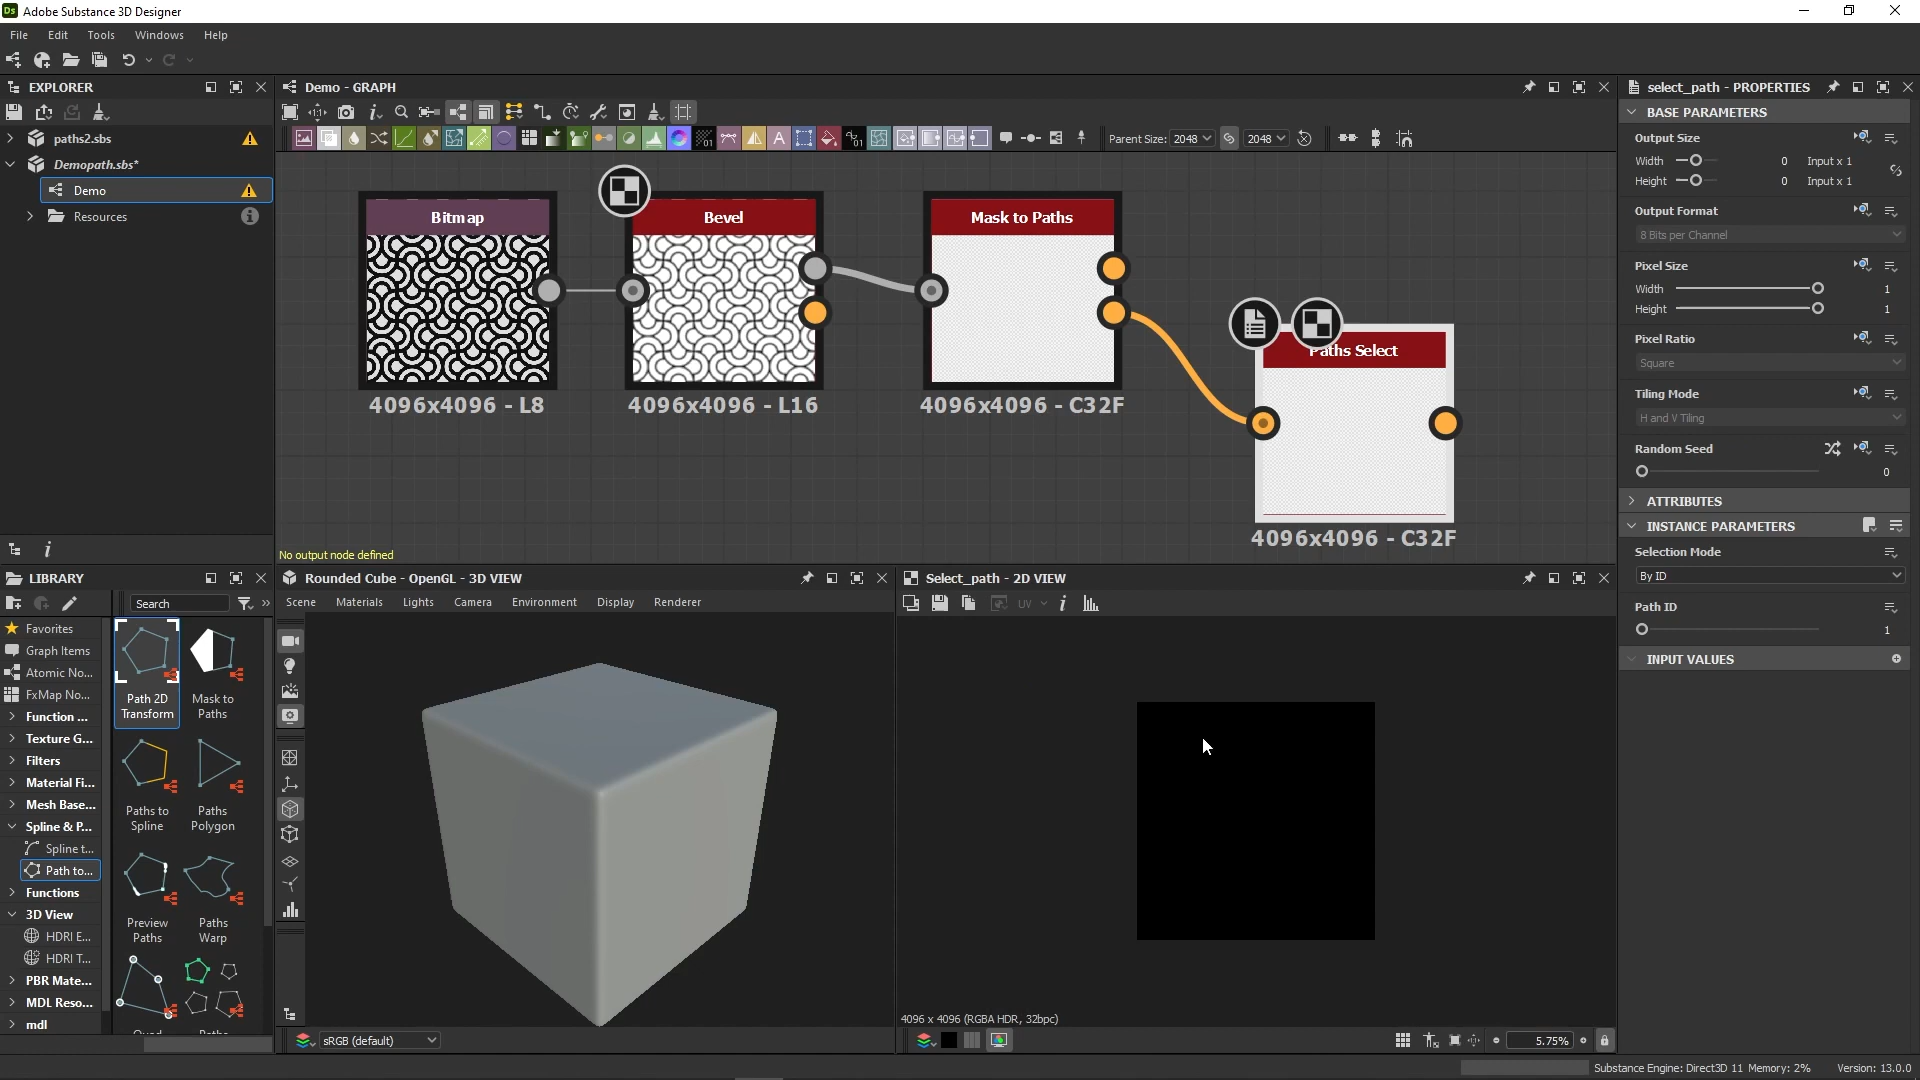 Ds Adobe Substance 3D Designer
File Edit Tools Windows Help
EXPLORER
paths2.sbs
Demopath.sbs*
Demo
Resources
Demo - GRAPH
Parent Size: 2048 2048
Bitmap
4096x4096 - L8
Bevel
4096x4096 - L16
Mask to Paths
4096x4096 - C32F
Paths Select
4096x4096 - C32F
No output node defined
LIBRARY
Search
Favorites
Graph Items
Atomic No...
FxMap No...
Function ...
Texture G...
Filters
Material Fi...
Mesh Base...
Spline & P...
Spline t...
Path to...
Functions
3D View
HDRI E...
HDRI T...
PBR Mate...
MDL Reso...
mdl
Path 2D
Transform
Mask to
Paths
Paths to
Spline
Paths
Polygon
Preview
Paths
Paths
Warp
Quad
Paths
Rounded Cube - OpenGL - 3D VIEW
Scene Materials Lights Camera Environment Display Renderer
sRGB (default)
Select_path - 2D VIEW
UV
4096 x 4096 (RGBA HDR, 32bpc)
5.75%
select_path - PROPERTIES
BASE PARAMETERS
Output Size
Width 0 Input x 1
Height 0 Input x 1
Output Format
8 Bits per Channel
Pixel Size
Width 1
Height 1
Pixel Ratio
Square
Tiling Mode
H and V Tiling
Random Seed
0
ATTRIBUTES
INSTANCE PARAMETERS
Selection Mode
By ID
Path ID
1
INPUT VALUES
Substance Engine: Direct3D 11 Memory: 2% Version: 13.0.0